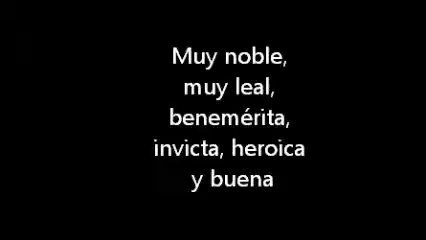 Muy noble,
muy leal,
benemérita,
invicta, heroica
y buena